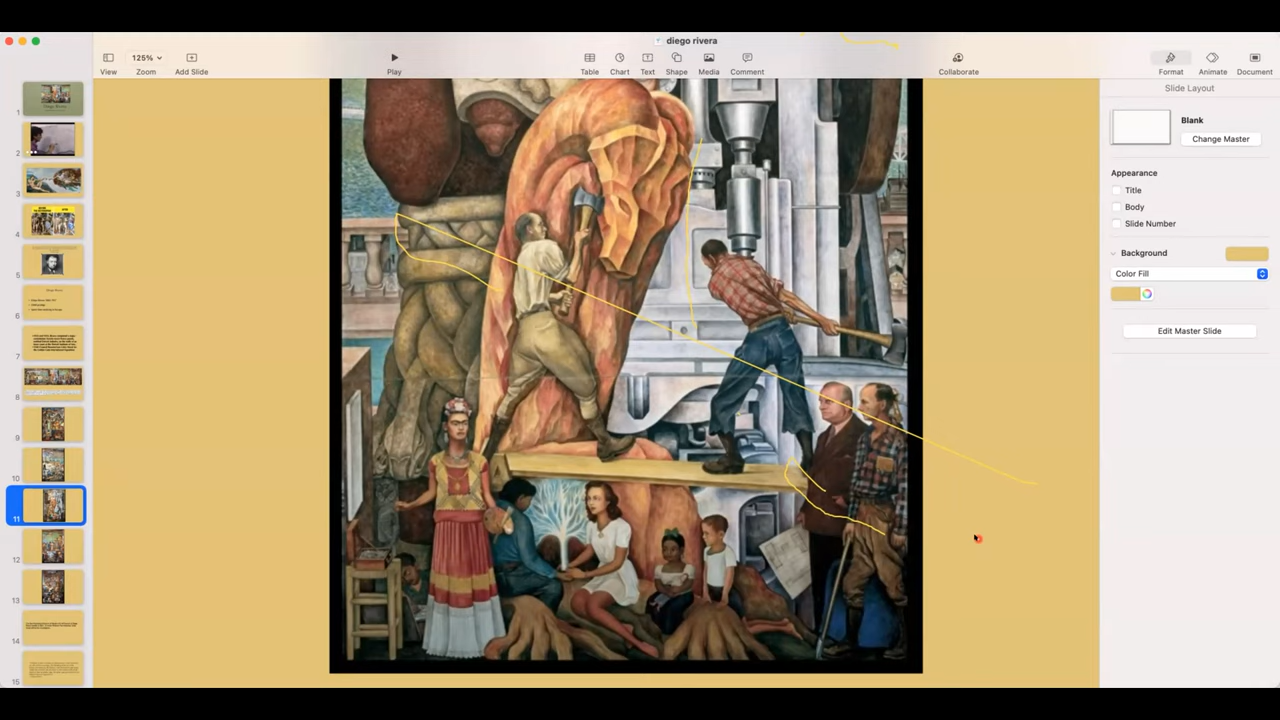 diego rivera
125%
View
Zoom
Add Slide
Play
Table
Chart
Text
Shape
Media
Comment
Collaborate
Format
Animate
Document
Slide Layout
Blank
Change Master
Appearance
Title
Body
Slide Number
Background
Color Fill
Edit Master Slide
1
2
3
4
5
6
7
8
9
10
11
12
13
14
15